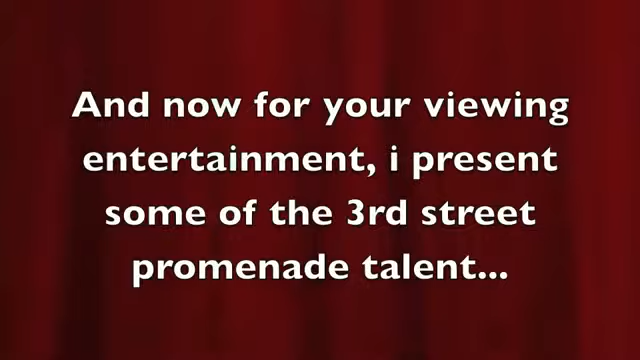 And now for your viewing
entertainment, i present
some of the 3rd street
promenade talent...